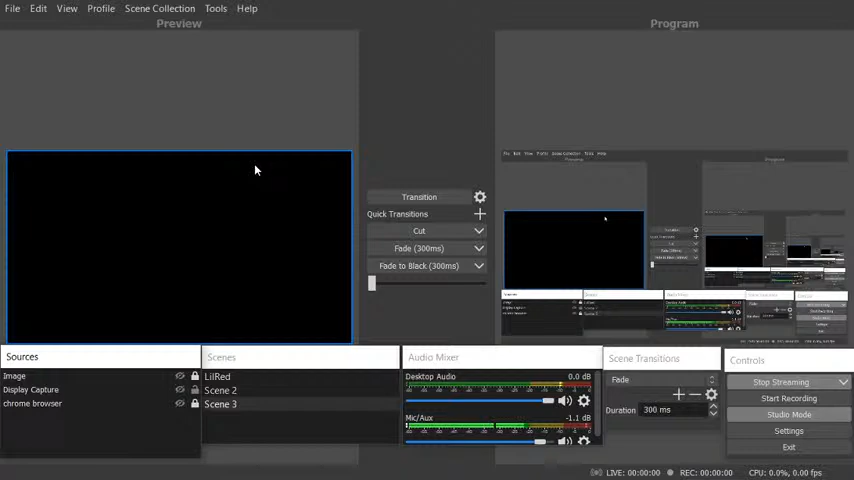 File Edit View Profile Scene Collection Tools Help
Preview
Program
Transition
Quick Transitions
Cut
Fade (300ms)
Fade to Black (300ms)
Sources
Image
Display Capture
chrome browser
Scenes
LilRed
Scene 2
Scene 3
Audio Mixer
Desktop Audio 0.0 dB
Mic/Aux -1.1 dB
Scene Transitions
Fade
Duration 300 ms
Controls
Stop Streaming
Start Recording
Studio Mode
Settings
Exit
LIVE: 00:00:00 REC: 00:00:00 CPU: 0.0%, 0.00 fps